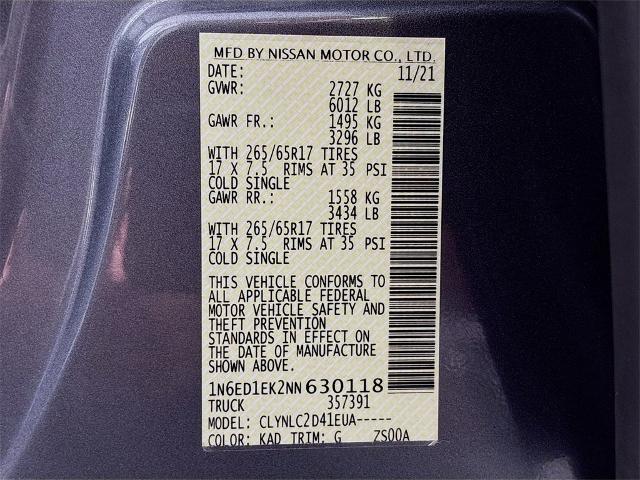 MFD BY NISSAN MOTOR CO., LTD.
DATE: 11/21
GVWR: 2727 KG
6012 LB
GAWR FR.: 1495 KG
3296 LB
WITH 265/65R17 TIRES
17 X 7.5 RIMS AT 35 PSI
COLD SINGLE
GAWR RR.: 1558 KG
3434 LB
WITH 265/65R17 TIRES
17 X 7.5 RIMS AT 35 PSI
COLD SINGLE
THIS VEHICLE CONFORMS TO
ALL APPLICABLE FEDERAL
MOTOR VEHICLE SAFETY AND
THEFT PREVENTION
STANDARDS IN EFFECT ON
THE DATE OF MANUFACTURE
SHOWN ABOVE.
1N6ED1EK2NN630118
TRUCK 357391
MODEL: CLYNLC2D41EUA-----
COLOR: KAD TRIM: G ZS00A